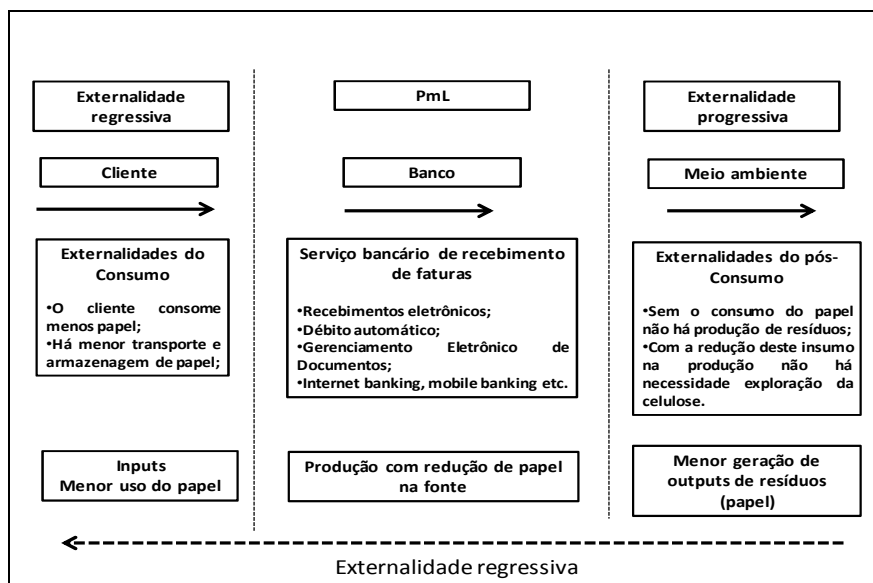 Externalidade
regressiva
Cliente
Externalidades do
Consumo
•O cliente consome
menos papel;
•Há menor transporte e
armazenagem de papel;
Inputs
Menor uso do papel
PmL
Banco
Serviço bancário de recebimento
de faturas
•Recebimentos eletrônicos;
•Débito automático;
•Gerenciamento Eletrônico de
Documentos;
•Internet banking, mobile banking etc.
Produção com redução de papel
na fonte
Externalidade
progressiva
Meio ambiente
Externalidades do pós-
Consumo
•Sem o consumo do papel
não há produção de resíduos;
•Com a redução deste insumo
na produção não há
necessidade exploração da
celulose.
Menor geração de
outputs de resíduos
(papel)
Externalidade regressiva